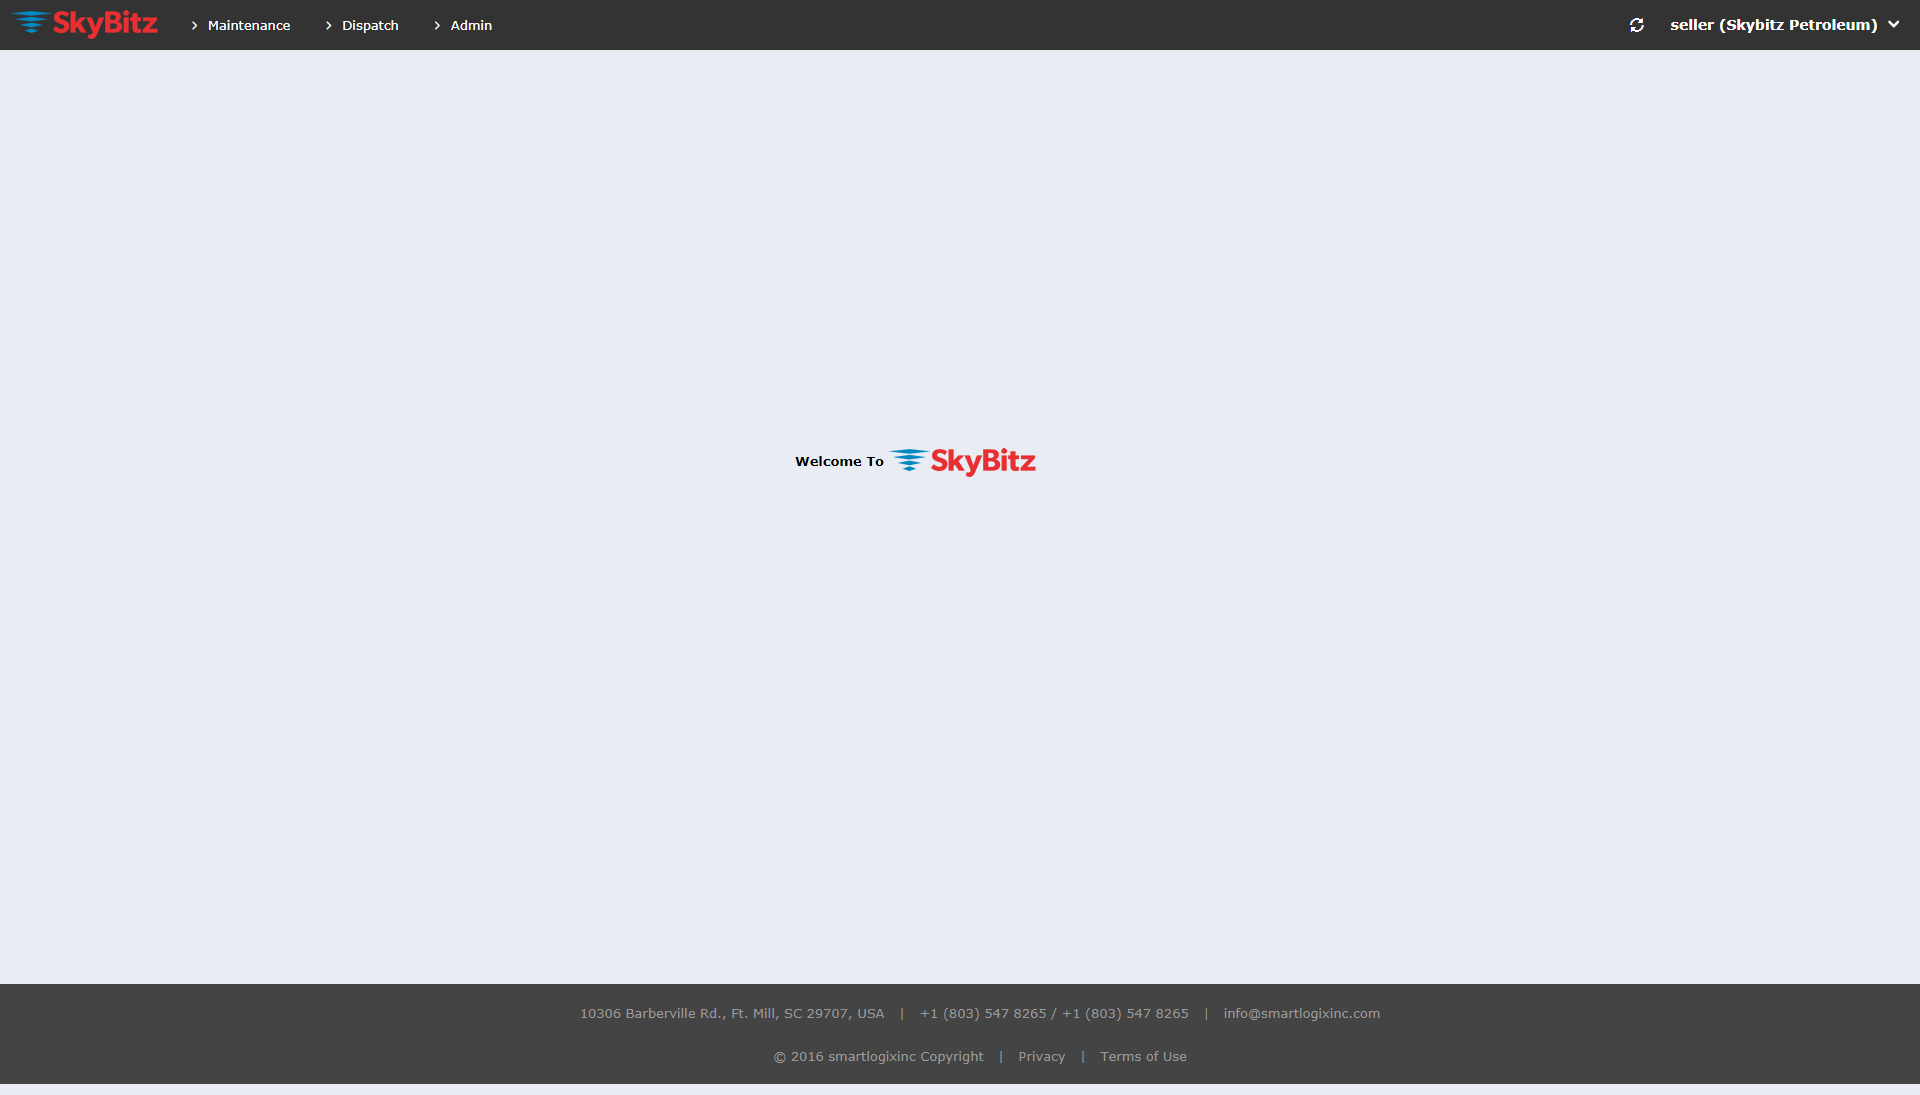 SkyBitz Maintenance Dispatch Admin seller (Skybitz Petroleum)
Welcome To SkyBitz
10306 Barberville Rd., Ft. Mill, SC 29707, USA | +1 (803) 547 8265 / +1 (803) 547 8265 | info@smartlogixinc.com
© 2016 smartlogixinc Copyright | Privacy | Terms of Use